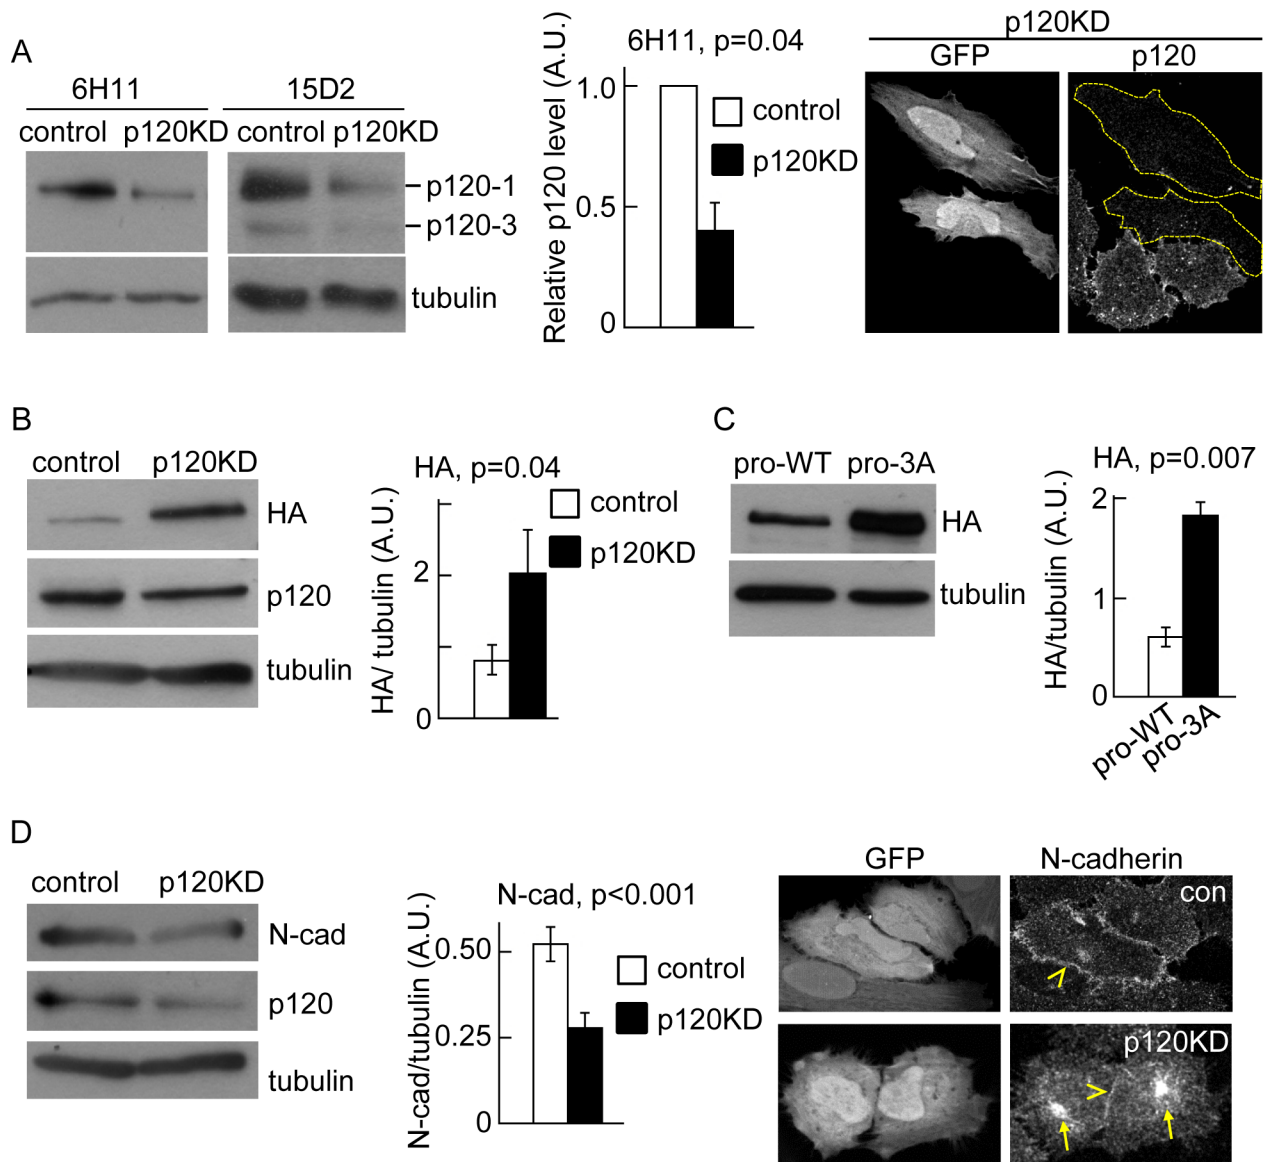 A
6H11
15D2
control p120KD
control p120KD
p120-1
p120-3
tubulin
6H11, p=0.04
Relative p120 level (A.U.)
1.0
0.5
0
control
p120KD
p120KD
GFP
p120
B
control p120KD
HA
p120
tubulin
HA, p=0.04
HA/ tubulin (A.U.)
2
0
control
p120KD
C
pro-WT pro-3A
HA
tubulin
HA, p=0.007
HA/tubulin (A.U.)
2
1
0
pro-WT
pro-3A
D
control p120KD
N-cad
p120
tubulin
N-cad, p<0.001
N-cad/tubulin (A.U.)
0.50
0.25
0
control
p120KD
GFP
N-cadherin
con
p120KD